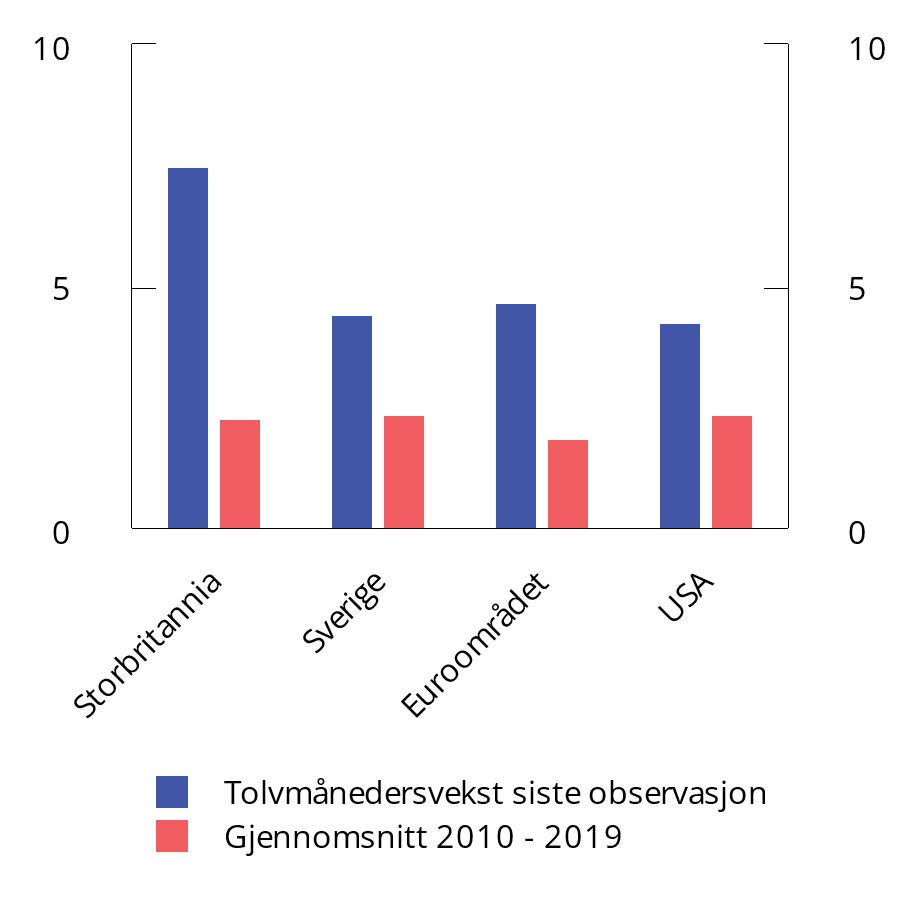 10 10
5 5
0 0
Storbritannia
Sverige
Euroområdet
USA
Tolvmånedersvekst siste observasjon
Gjennomsnitt 2010 - 2019